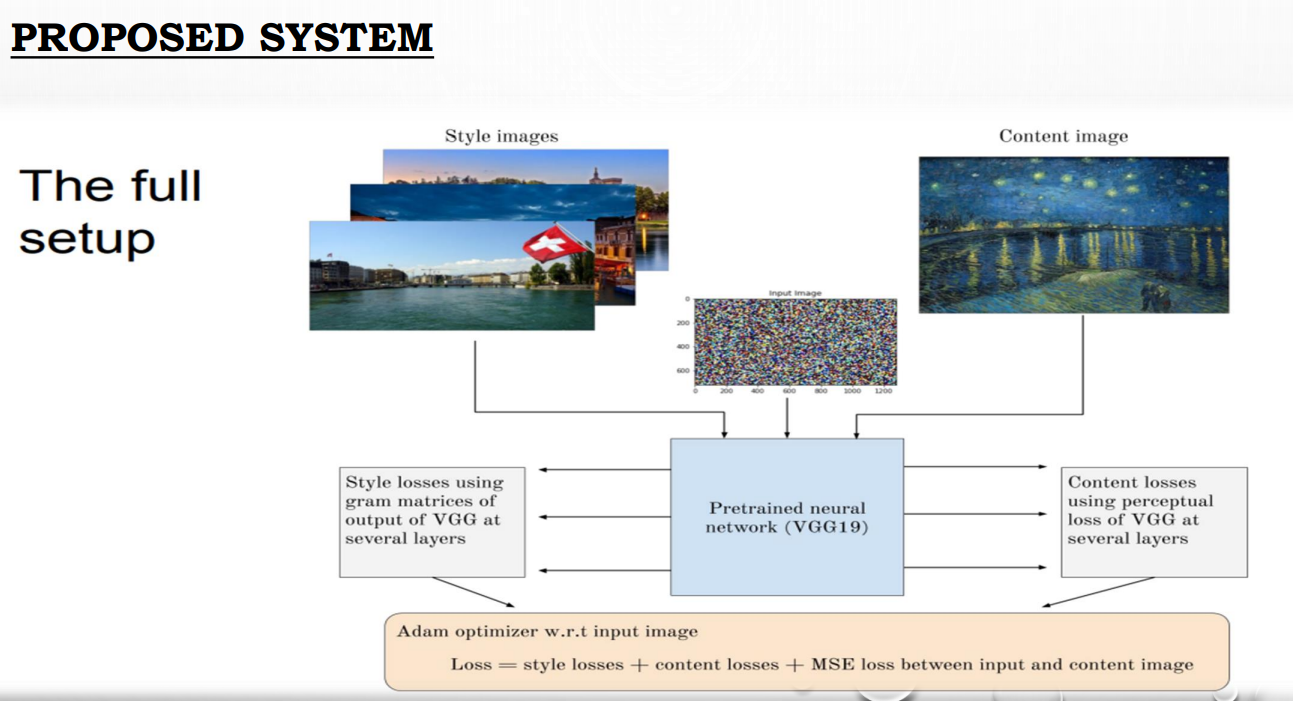 PROPOSED SYSTEM
The full
setup
Style images
Content image
Input Image
0
200
400
600
0 200 400 600 800 1000 1200
Style losses using
gram matrices of
output of VGG at
several layers
Pretrained neural
network (VGG19)
Content losses
using perceptual
loss of VGG at
several layers
Adam optimizer w.r.t input image
Loss = style losses + content losses + MSE loss between input and content image